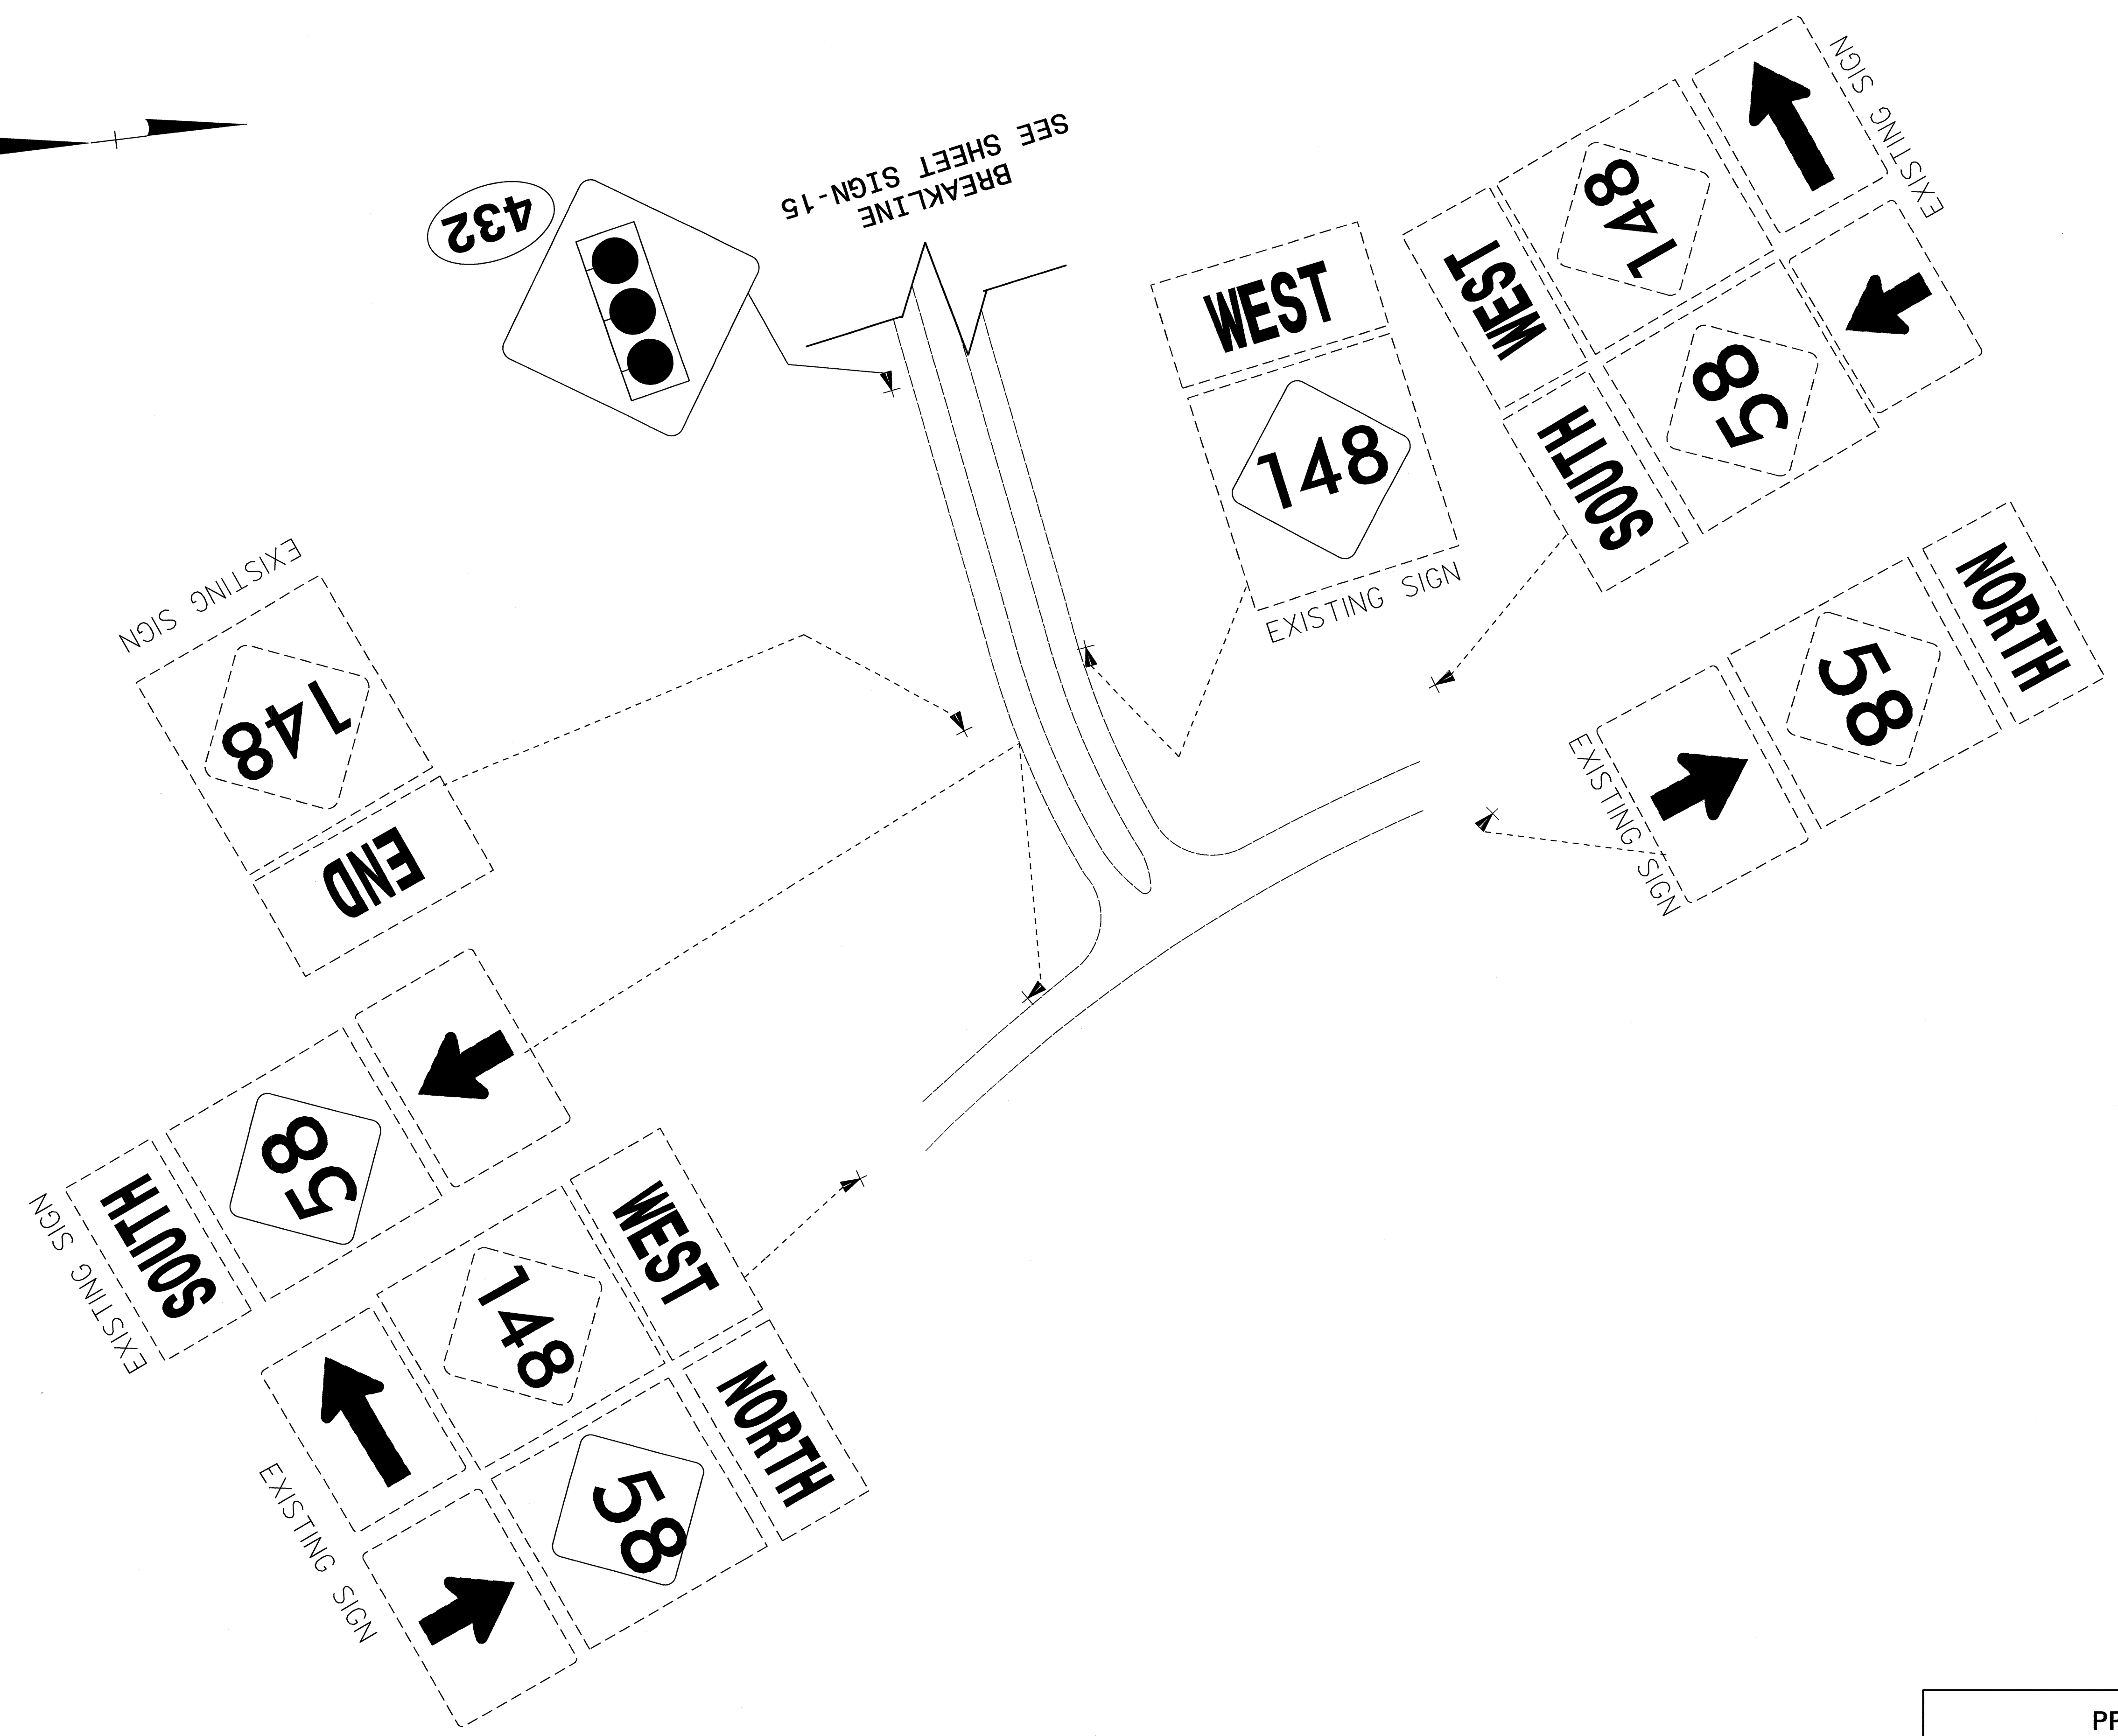 432
BREAKLINE
SEE SHEET SIGN-15
WEST
148
EXISTING SIGN
WEST
148
SOUTH
58
EXISTING SIGN
NORTH
58
EXISTING SIGN
END
148
EXISTING SIGN
SOUTH
58
EXISTING SIGN
WEST
148
NORTH
58
EXISTING SIGN